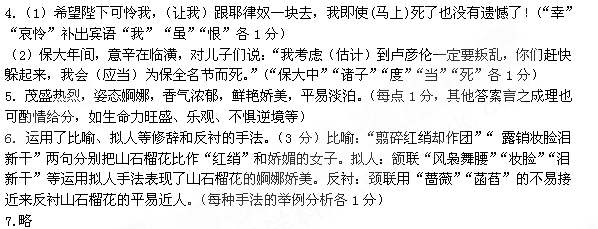 4.（1）希望陛下可怜我，（让我）跟耶律奴一块去，我即使(马上)死了也没有遗憾了！（“幸”
“哀怜” 补出宾语 “我” “虽” “恨” 各 1 分）
（2）保大年间，意辛在临潢，对儿子们说：“我考虑（估计）到卢彦伦一定要叛乱，你们赶快
躲起来，我会（应当）为保全名节而死。”（“保大中” “诸子” “度” “当” “死” 各 1 分）
5. 茂盛热烈，姿态婀娜，香气浓郁，鲜艳娇美，平易淡泊。（每点 1 分，其他答案言之成理也
可酌情给分，如生命力旺盛、乐观、不惧逆境等）
6. 运用了比喻、拟人等修辞和反衬的手法。（3 分）比喻：“翦碎红绡却作团” “ 露销妆脸泪
新干” 两句分别把山石榴花比作 “红绡” 和娇媚的女子。拟人：颔联 “风枭舞腰” “妆脸” “泪
新干” 等运用拟人手法表现了山石榴花的婀娜娇美。反衬：颈联用 “蔷薇” “菡萏” 的不易接
近来反衬山石榴花的平易近人。（每种手法的举例分析各 1 分）
7.略